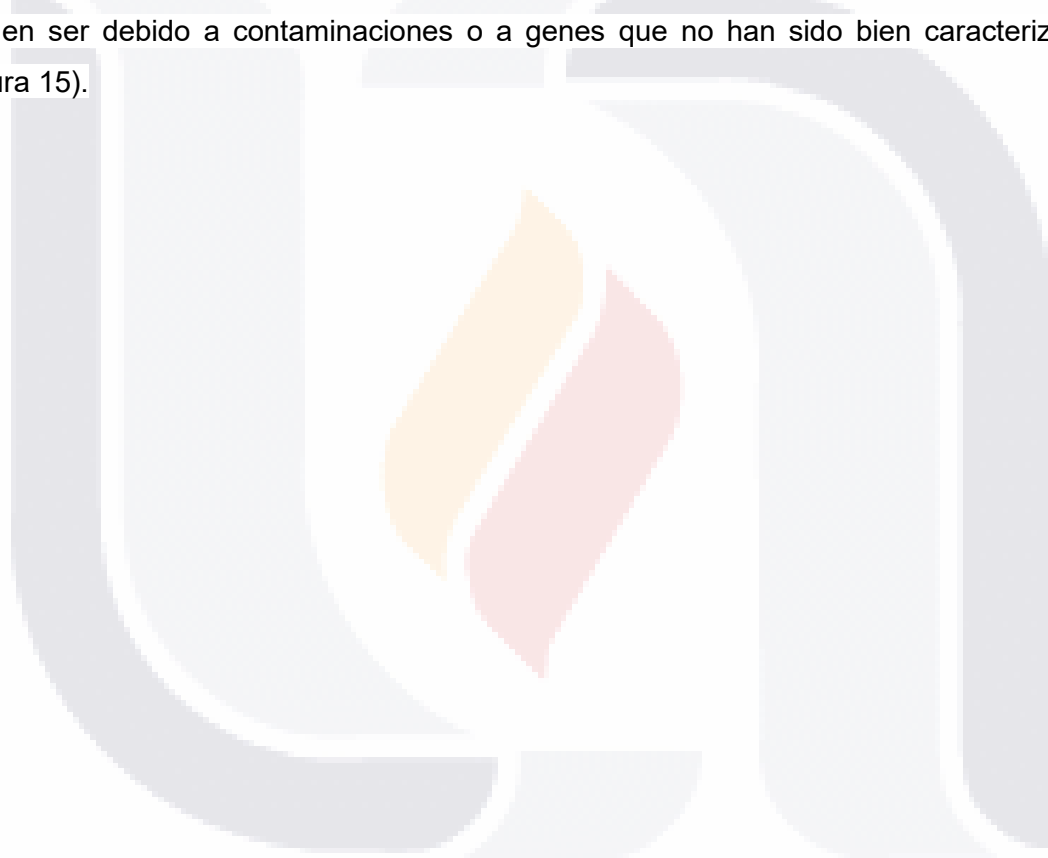 en ser debido a contaminaciones o a genes que no han sido bien caracteriz
ra 15).